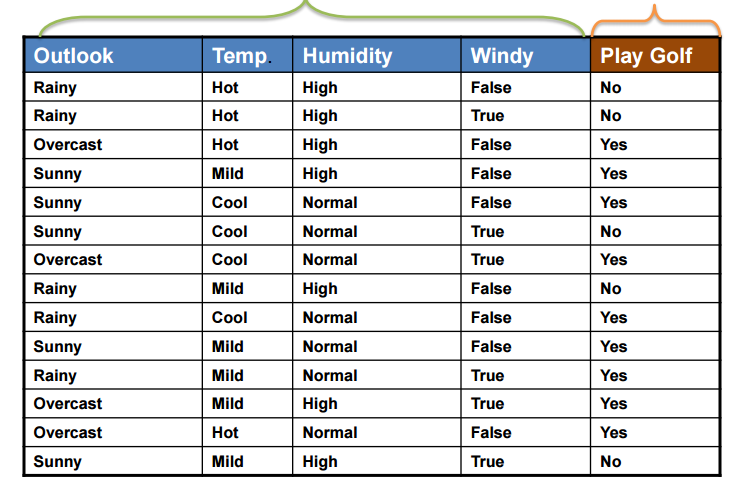 Outlook Temp. Humidity Windy Play Golf
Rainy Hot High False No
Rainy Hot High True No
Overcast Hot High False Yes
Sunny Mild High False Yes
Sunny Cool Normal False Yes
Sunny Cool Normal True No
Overcast Cool Normal True Yes
Rainy Mild High False No
Rainy Cool Normal False Yes
Sunny Mild Normal False Yes
Rainy Mild Normal True Yes
Overcast Mild High True Yes
Overcast Hot Normal False Yes
Sunny Mild High True No